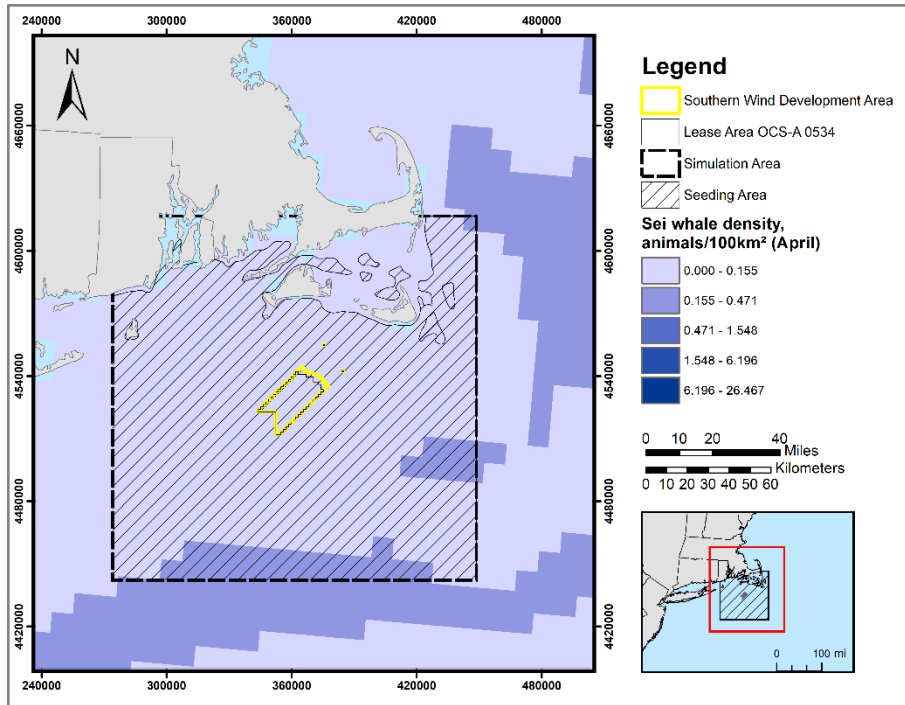 240000 300000 360000 420000 480000
N
4660000
4600000
4540000
4480000
4420000
4660000
4600000
4540000
4480000
4420000
240000 300000 360000 420000 480000
Legend
Southern Wind Development Area
Lease Area OCS-A 0534
Simulation Area
Seeding Area
Sei whale density,
animals/100km² (April)
0.000 - 0.155
0.155 - 0.471
0.471 - 1.548
1.548 - 6.196
6.196 - 26.467
0 10 20 40
Miles
Kilometers
0 10 20 30 40 50 60
0 100 mi